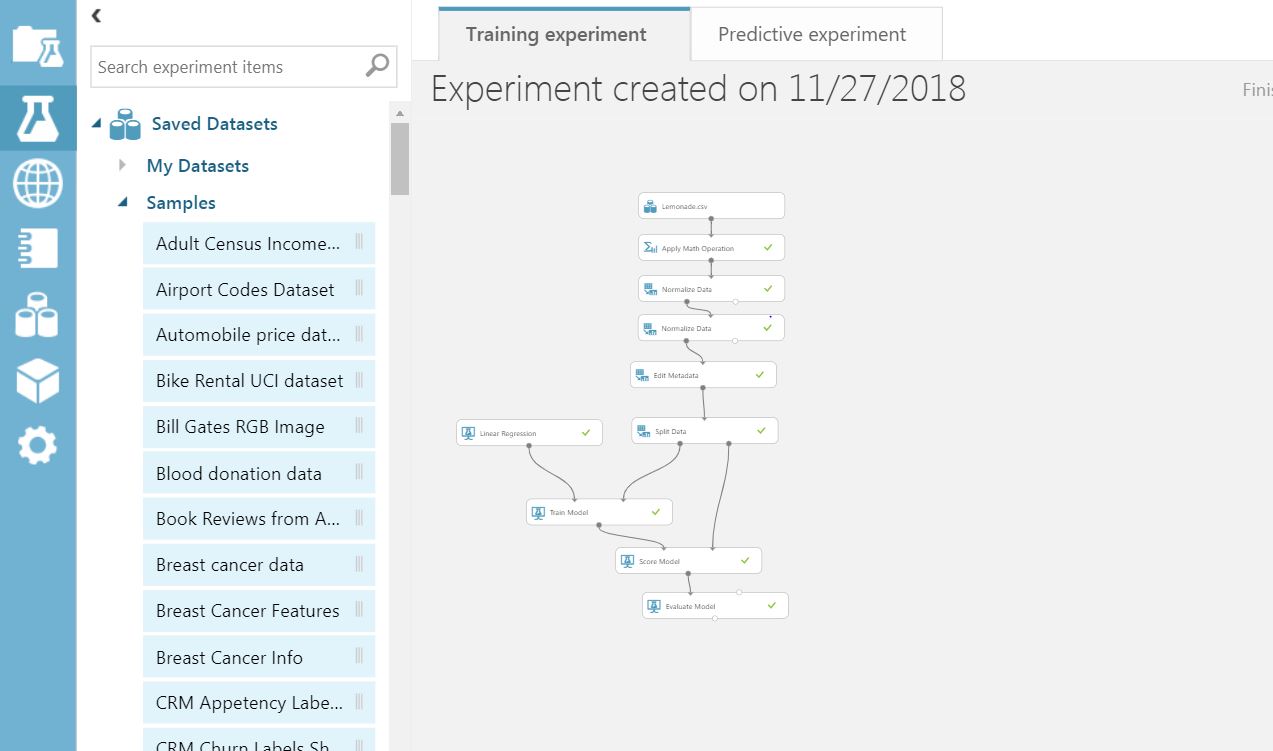 Training experiment
Predictive experiment
Search experiment items
Experiment created on 11/27/2018
Finis
Saved Datasets
My Datasets
Samples
Adult Census Income...
Airport Codes Dataset
Automobile price dat...
Bike Rental UCI dataset
Bill Gates RGB Image
Blood donation data
Book Reviews from A...
Breast cancer data
Breast Cancer Features
Breast Cancer Info
CRM Appetency Labe...
CRM Churn Labels Sh
Lemonade.csv
Apply Math Operation
Normalize Data
Normalize Data
Edit Metadata
Linear Regression
Split Data
Train Model
Score Model
Evaluate Model